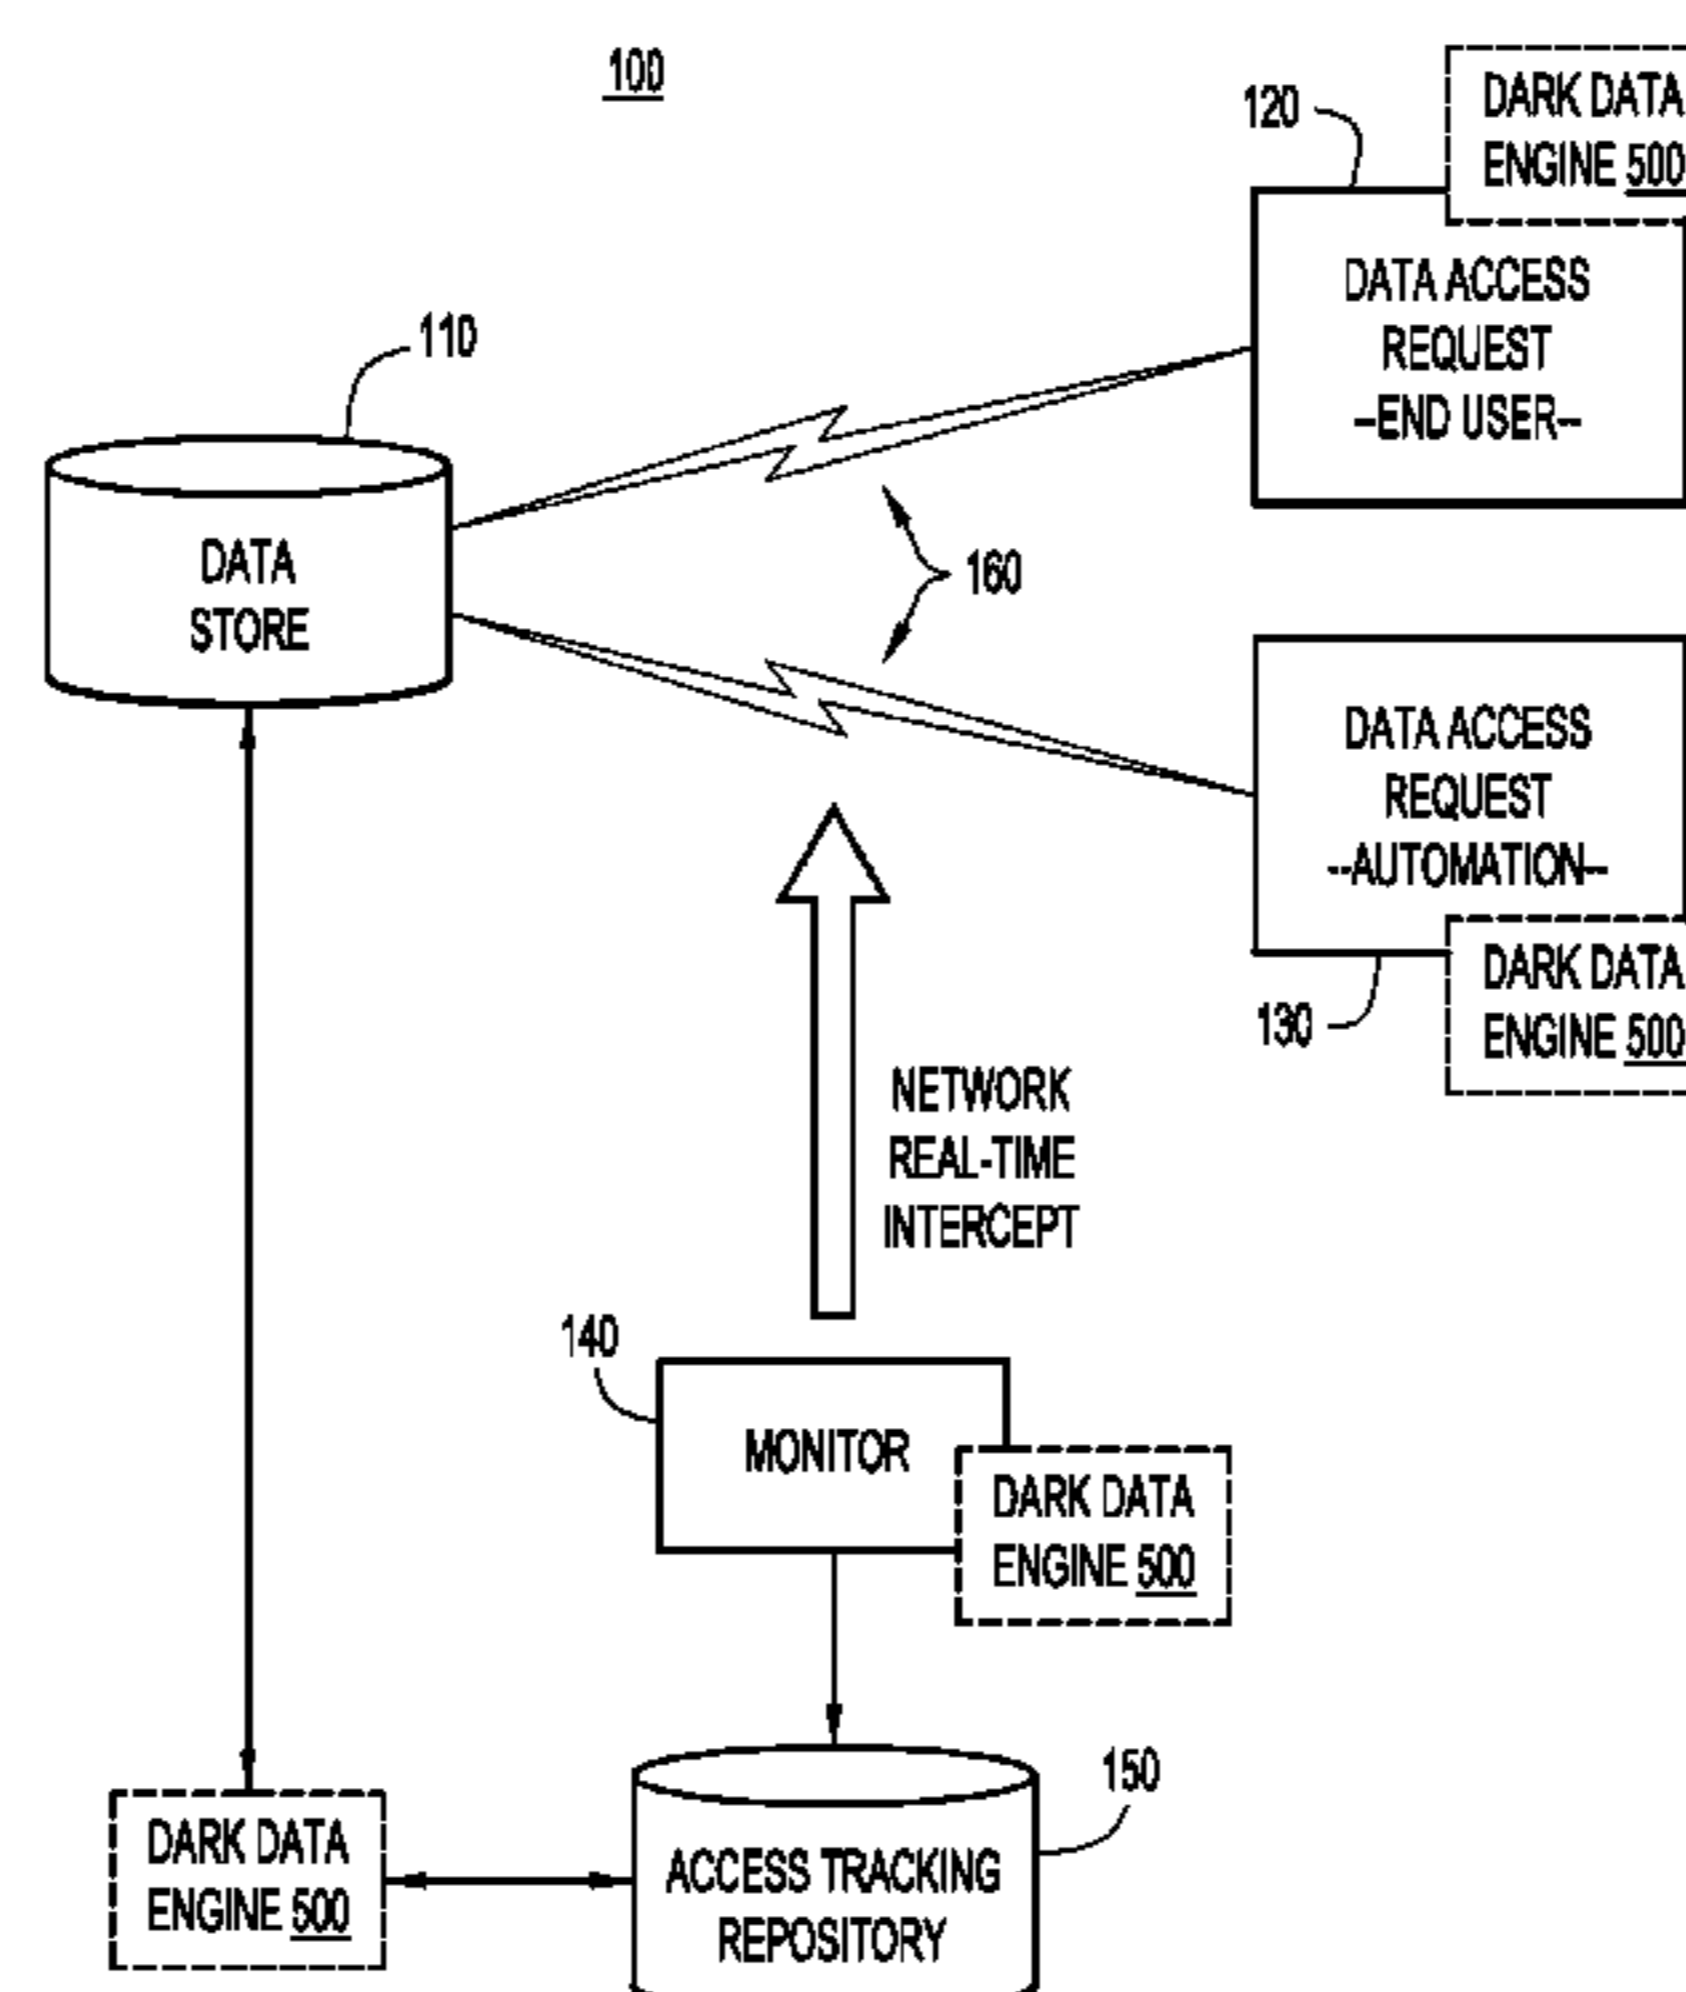 100
120
DARK DATA
ENGINE 500
DATA ACCESS
REQUEST
--END USER--
110
DATA
STORE
160
DATA ACCESS
REQUEST
--AUTOMATION--
DARK DATA
ENGINE 500
130
NETWORK
REAL-TIME
INTERCEPT
140
MONITOR
DARK DATA
ENGINE 500
150
DARK DATA
ENGINE 500
ACCESS TRACKING
REPOSITORY